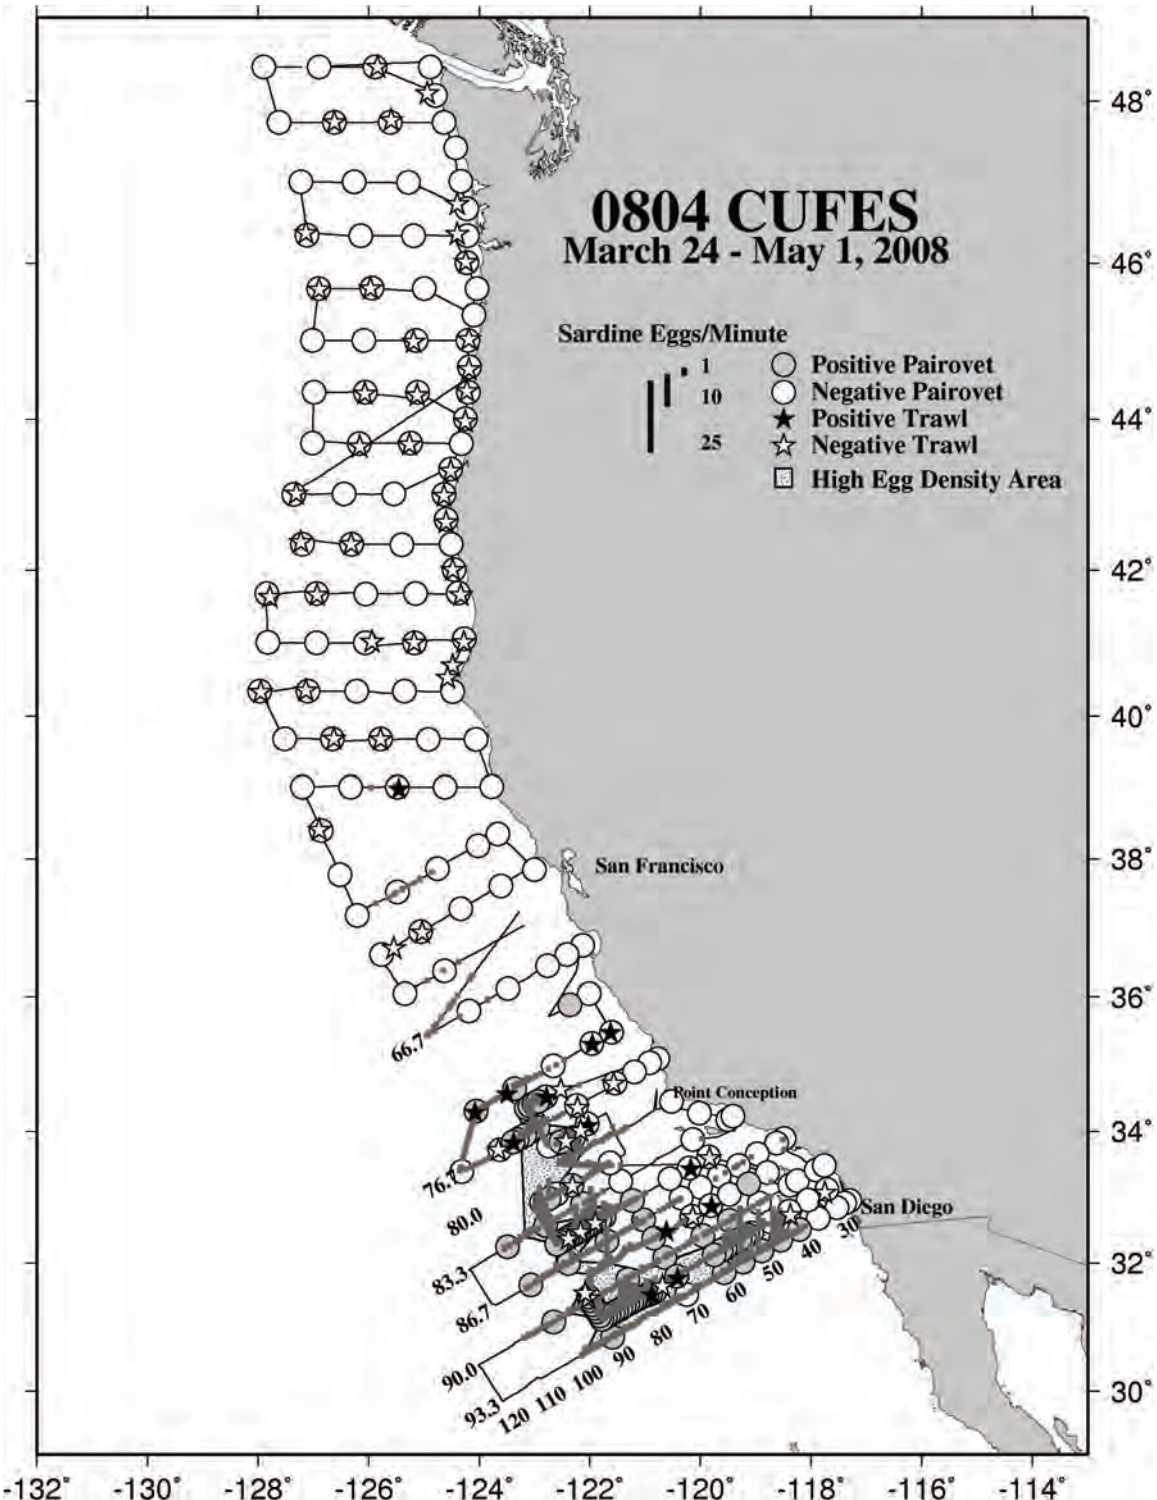 48°
0804 CUFES
March 24 - May 1, 2008
46°
Sardine Eggs/Minute
1
10
25
Positive Pairovet
Negative Pairovet
Positive Trawl
Negative Trawl
High Egg Density Area
44°
42°
40°
38°
San Francisco
36°
66.7
Point Conception
34°
76.7
80.0
San Diego
30
40
50
60
70
80
90
100
110
120
83.3
86.7
90.0
93.3
32°
30°
-132° -130° -128° -126° -124° -122° -120° -118° -116° -114°